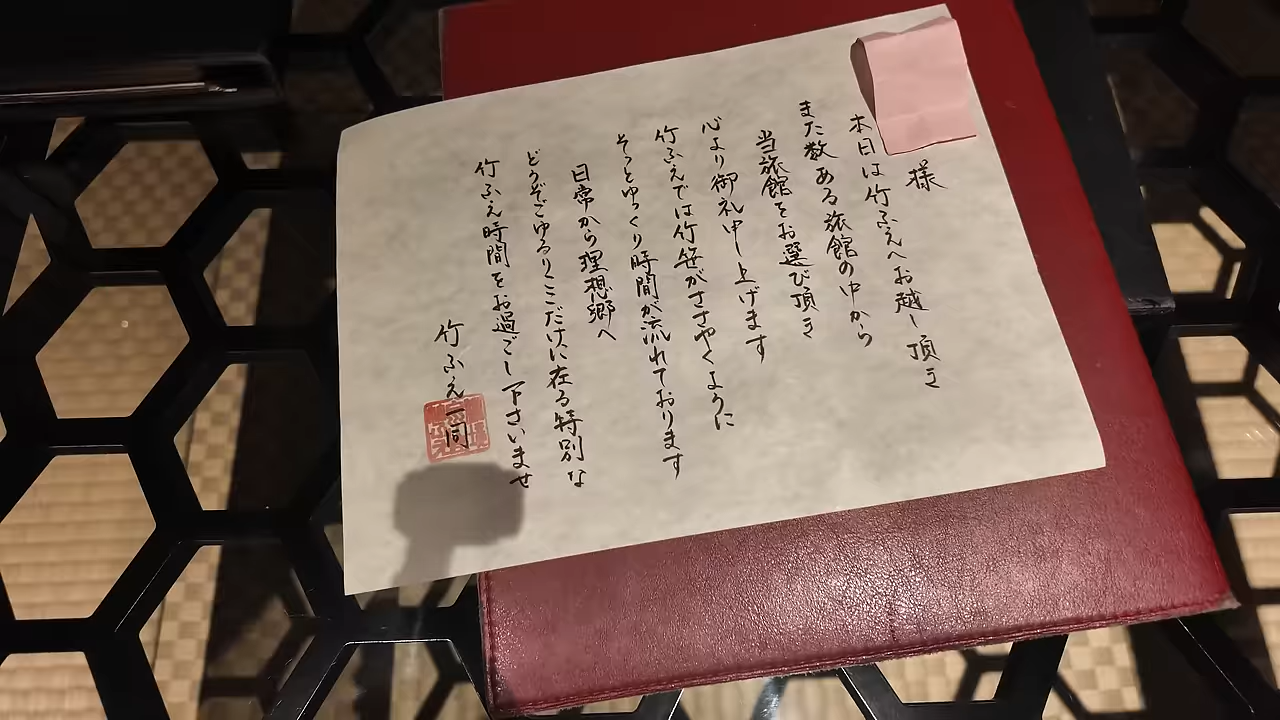 様
本日は竹ふえへお越し頂き
また数ある旅館の中から
当旅館をお選び頂き
心より御礼申し上げます
竹ふえでは竹笹がささやくように
そっとゆっくり時間が流れております
日常から理想郷へ
どうぞごゆるりここだけに在る特別な
竹ふえ時間をお過ごし下さいませ
竹ふえ一同